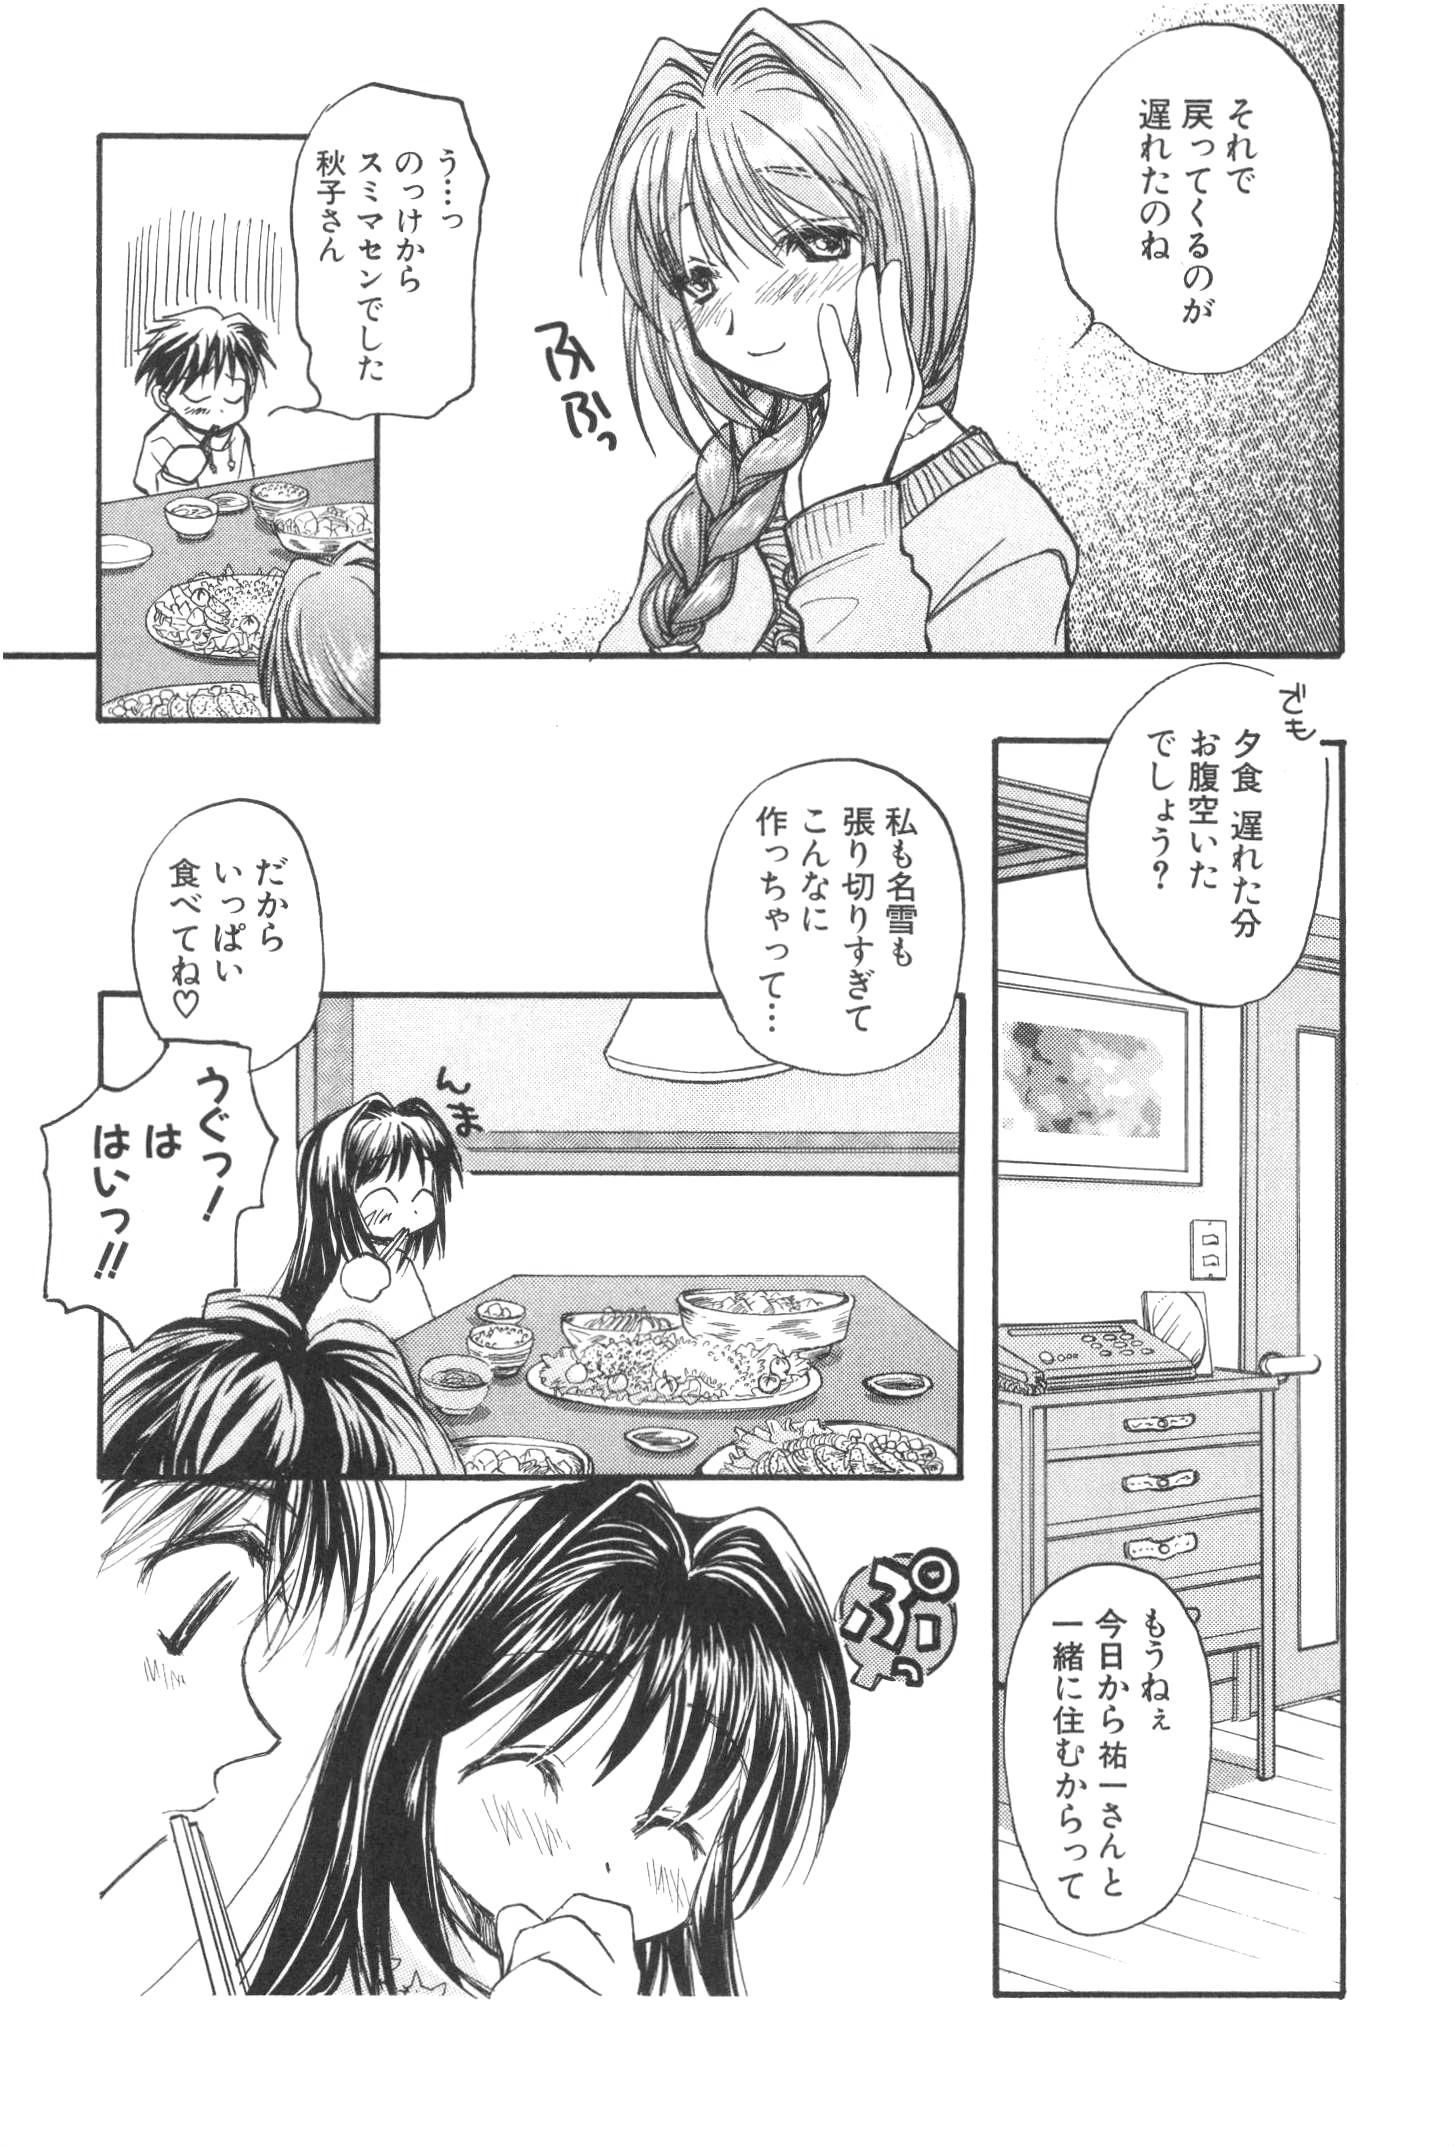 それで
戻ってくるのが
遅れたのね
ふふっ
う…っ
のっけから
スミマセンでした
秋子さん
でも
夕食 遅れた分
お腹空いた
でしょう?
もうねぇ
今日から祐一さんと
一緒に住むからって
私も名雪も
張り切りすぎて
こんなに
作っちゃって…
だから
いっぱい
食べてね♡
んま
うぐっ!
は
はいっ!!
ぷっ